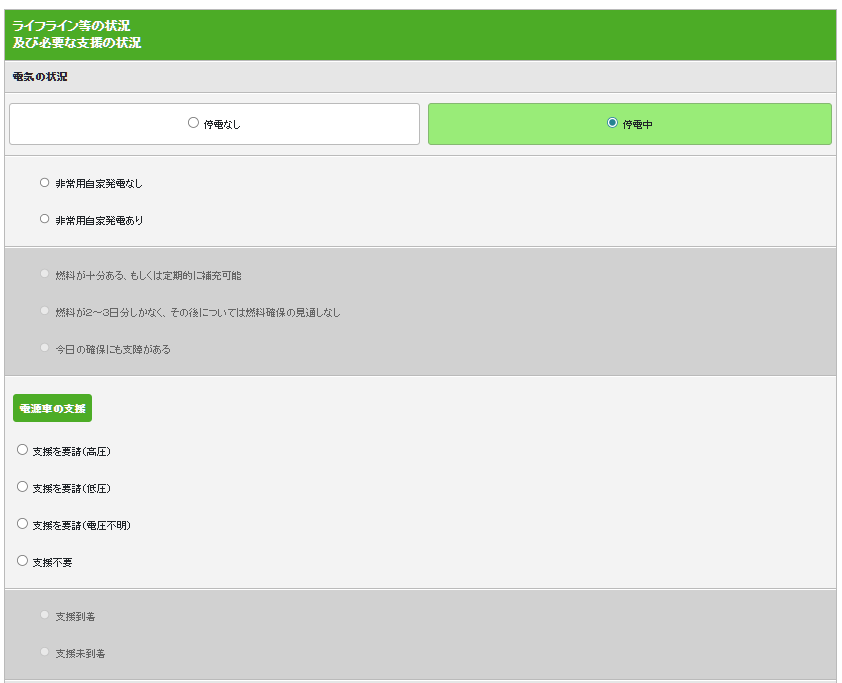 ライフライン等の状況
及び必要な支援の状況
電気の状況
停電なし
停電中
非常用自家発電なし
非常用自家発電あり
燃料が十分ある、もしくは定期的に補充可能
燃料が2～3日分しかなく、その後については燃料確保の見通しなし
今日の確保にも支障がある
電源車の支援
支援を要請(高圧)
支援を要請(低圧)
支援を要請(電圧不明)
支援不要
支援到着
支援未到着